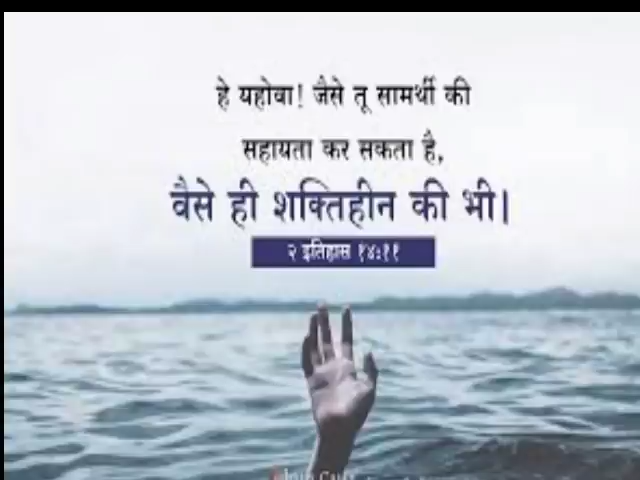 हे यहोवा! जैसे तू सामर्थी की
सहायता कर सकता है,
वैसे ही शक्तिहीन की भी।
२ इतिहास १४:११